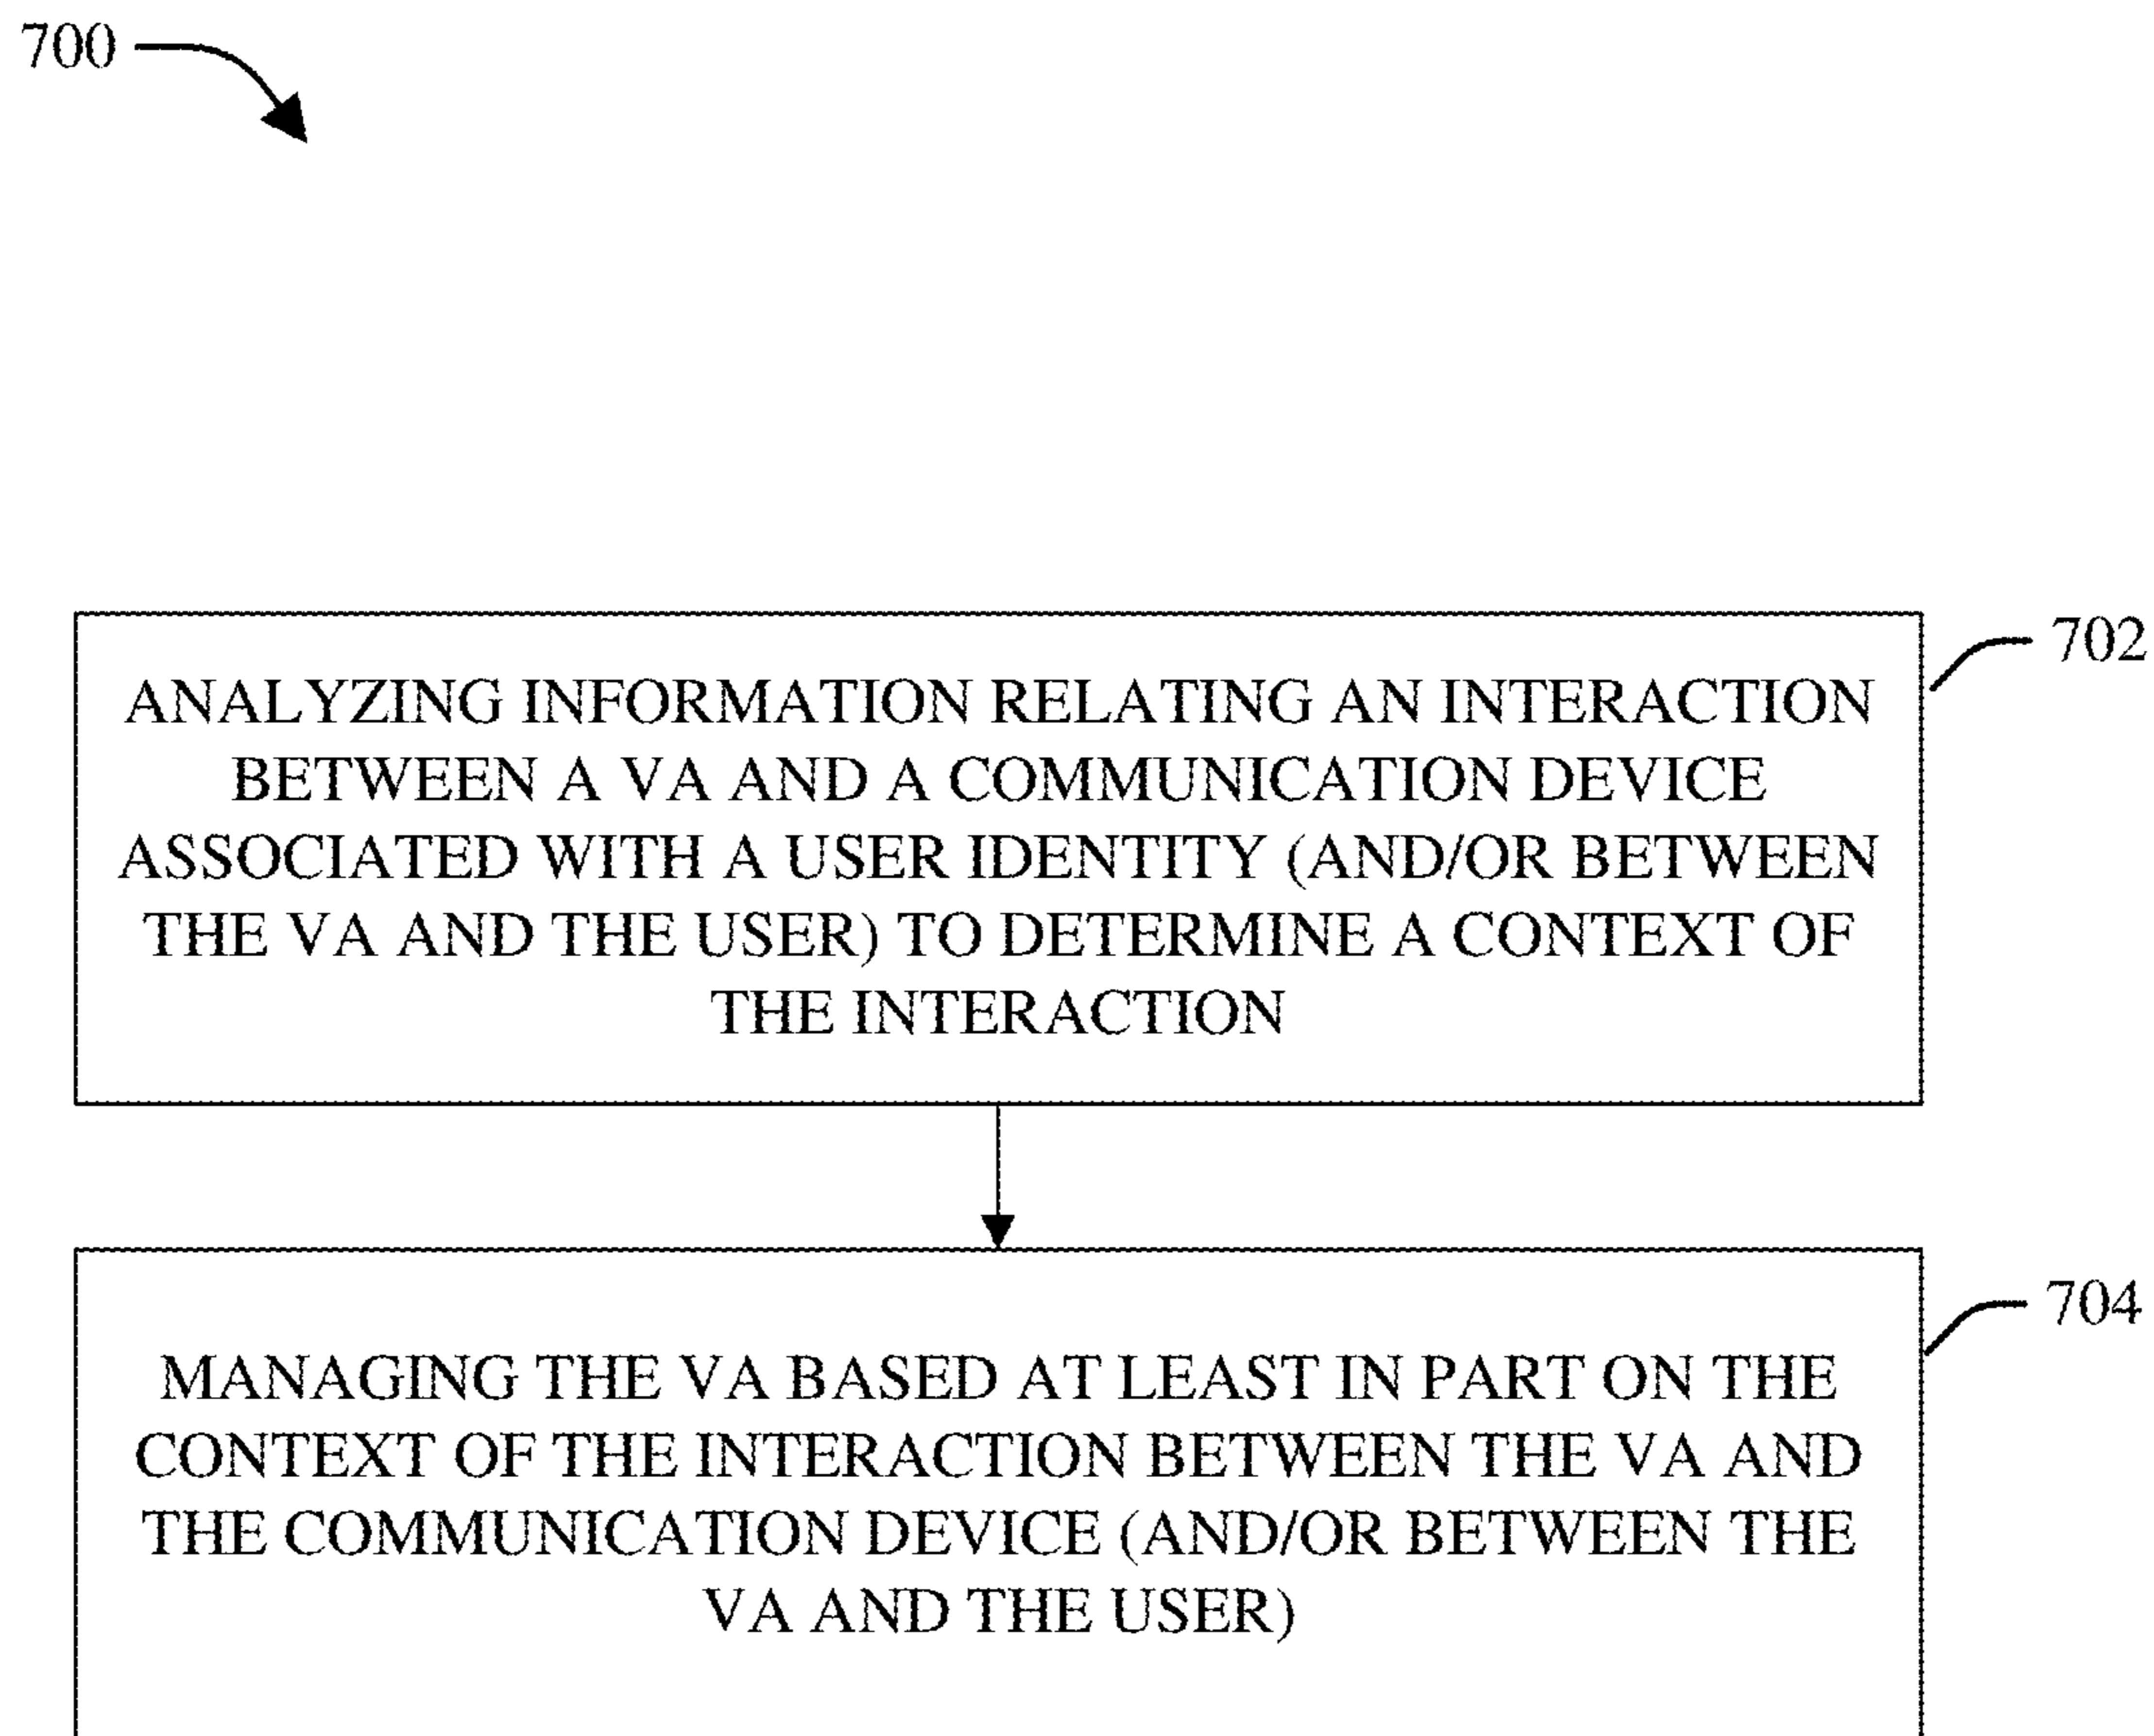 700
702
ANALYZING INFORMATION RELATING AN INTERACTION
BETWEEN A VA AND A COMMUNICATION DEVICE
ASSOCIATED WITH A USER IDENTITY (AND/OR BETWEEN
THE VA AND THE USER) TO DETERMINE A CONTEXT OF
THE INTERACTION
704
MANAGING THE VA BASED AT LEAST IN PART ON THE
CONTEXT OF THE INTERACTION BETWEEN THE VA AND
THE COMMUNICATION DEVICE (AND/OR BETWEEN THE
VA AND THE USER)